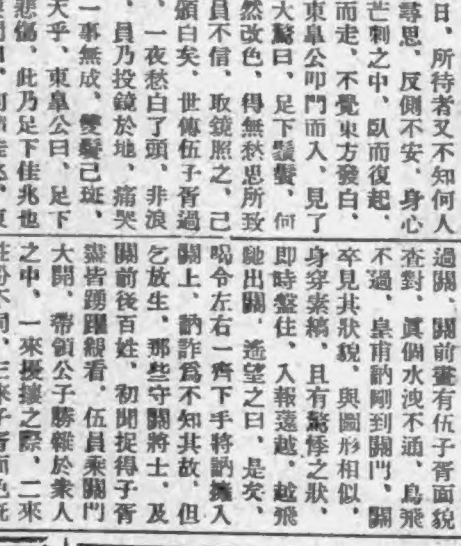 日、所待者又不知何人
尋思、反側不安、身心
芒刺之中、臥而復起、
而走、不覺東方發白、
東皐公叩門而入、見了
大驚曰、足下鬚鬢、何
然改色、得無愁思所致
員不信、取鏡照之、已
頒白矣、世傳伍子胥過
、一夜愁白了頭、非浪
、員乃投鏡於地、痛哭
一事無成、雙鬢已斑、
天乎、東皐公曰、足下
悲傷、此乃足下佳兆也
過關、關前畫有伍子胥面貌
查對、眞個水洩不通、鳥飛
不過、皇甫訥剛到關門、關
卒見其狀貌、與圖形相似、
身穿素縞、且有驚悸之狀、
即時盤住、入報薳越、越飛
馳出關、遙望之曰、是矣、
喝令左右一齊下手將訥擁入
關上、訥詐爲不知其故、但
乞放生、那些守關將士、及
關前後百姓、初聞捉得子胥
盡皆踴躍觀看、伍員乘關門
大開、帶領公子勝雜於衆人
之中、一來擾攘之際、二來